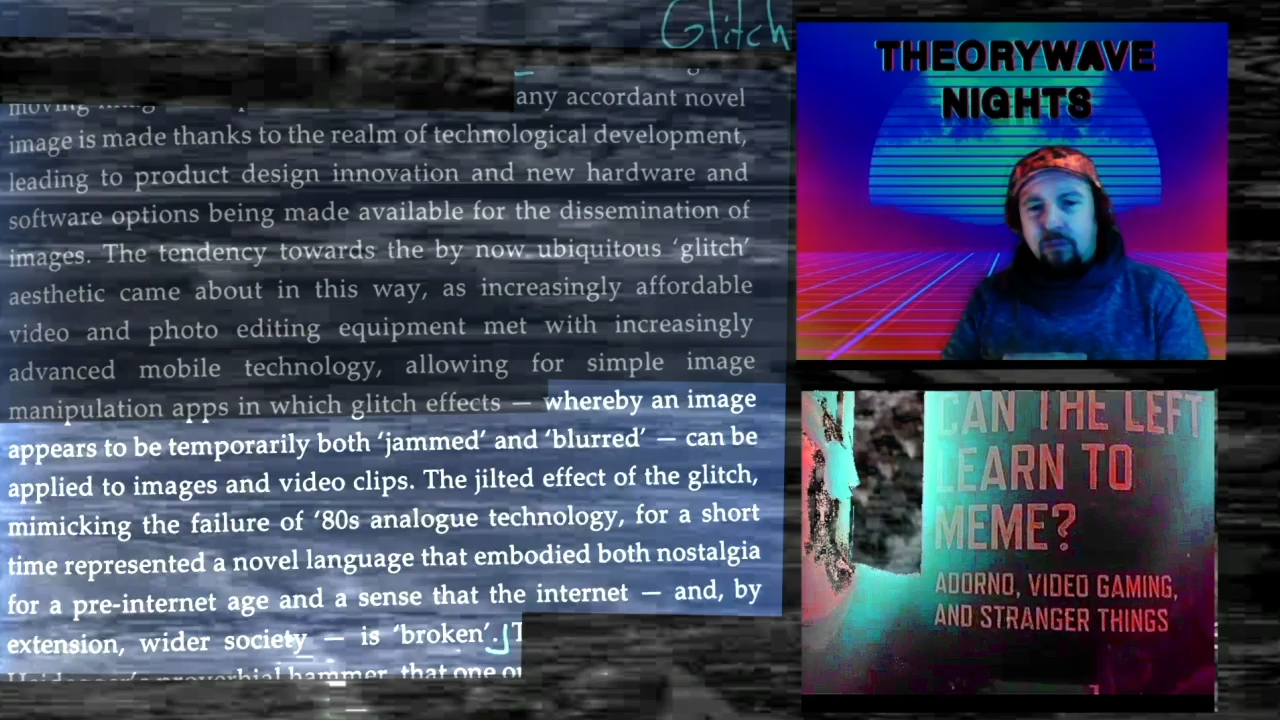 Glitch
any accordant novel
image is made thanks to the realm of technological development,
leading to product design innovation and new hardware and
software options being made available for the dissemination of
images. The tendency towards the by now ubiquitous ‘glitch’
aesthetic came about in this way, as increasingly affordable
video and photo editing equipment met with increasingly
advanced mobile technology, allowing for simple image
manipulation apps in which glitch effects — whereby an image
appears to be temporarily both ‘jammed’ and ‘blurred’ — can be
applied to images and video clips. The jilted effect of the glitch,
mimicking the failure of ‘80s analogue technology, for a short
time represented a novel language that embodied both nostalgia
for a pre-internet age and a sense that the internet — and, by
extension, wider society — is ‘broken’. T
proverbial hammer, that one
THEORYWAVE
NIGHTS
CAN THE LEFT
LEARN TO
MEME?
ADORNO, VIDEO GAMING,
AND STRANGER THINGS